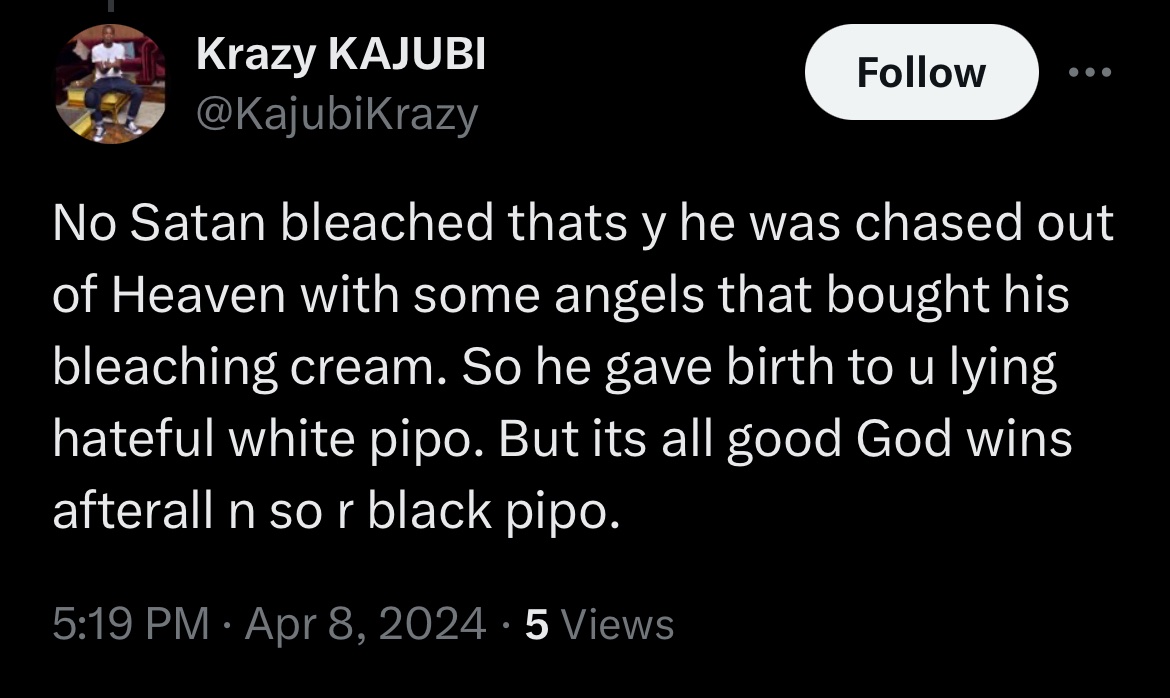 Krazy KAJUBI
@KajubiKrazy
Follow
No Satan bleached thats y he was chased out
of Heaven with some angels that bought his
bleaching cream. So he gave birth to u lying
hateful white pipo. But its all good God wins
afterall n so r black pipo.
5:19 PM · Apr 8, 2024 · 5 Views